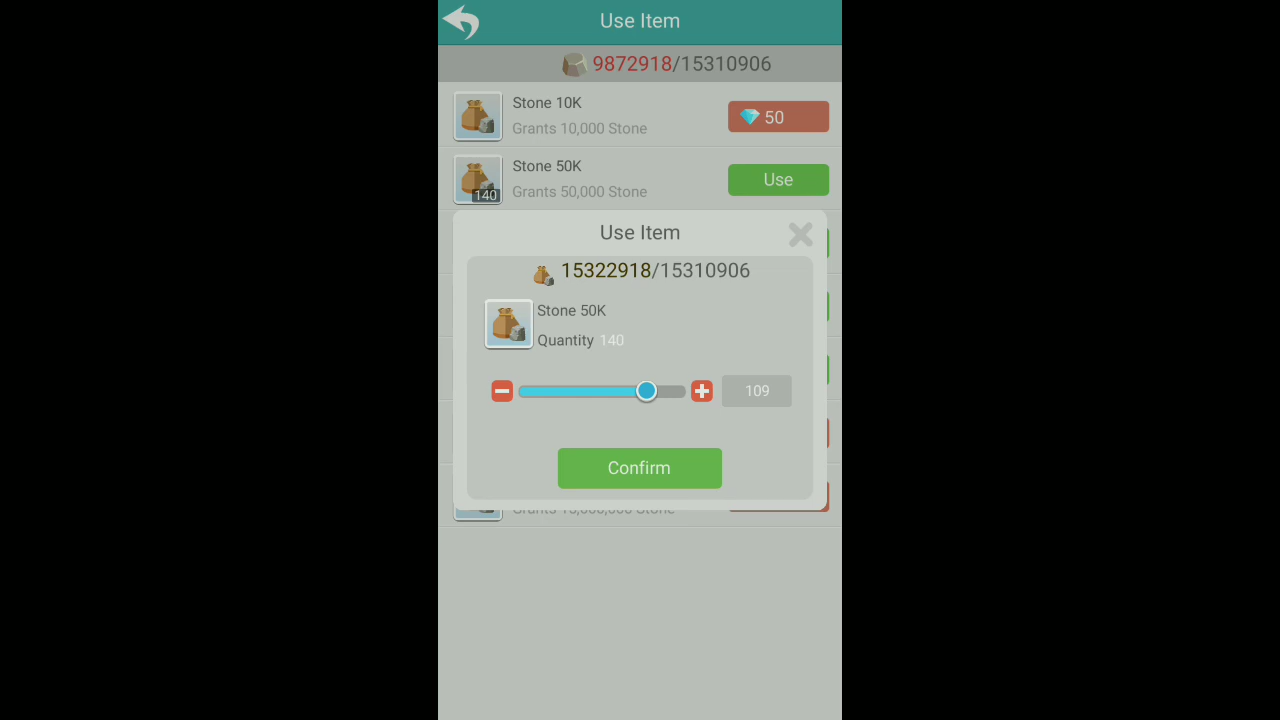 Use Item
9872918/15310906
Stone 10K
Grants 10,000 Stone
50
Stone 50K
140
Grants 50,000 Stone
Use
Use Item
15322918/15310906
Stone 50K
Quantity 140
109
Confirm